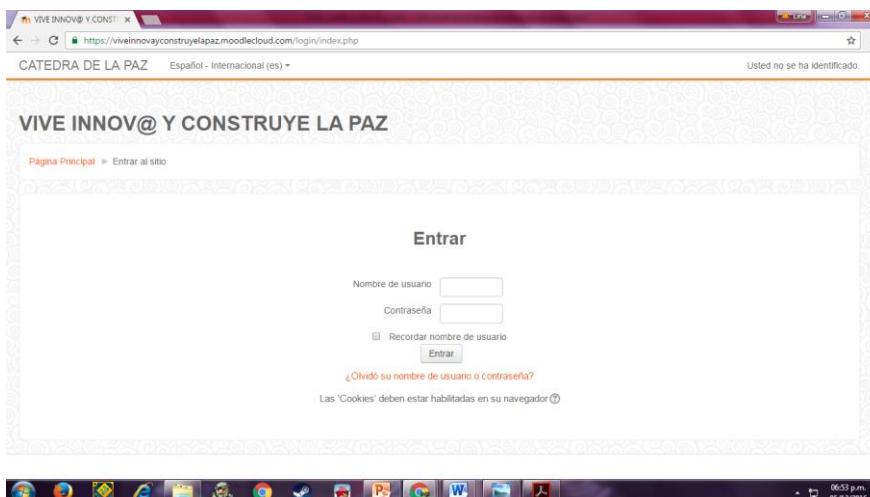 VIVE INNOV@ Y CONST
https://viveinnovayconstruyelapaz.moodlecloud.com/login/index.php
CATEDRA DE LA PAZ Español - Internacional (es) Usted no se ha identificado.
VIVE INNOV@ Y CONSTRUYE LA PAZ
Página Principal Entrar al sitio
Entrar
Nombre de usuario
Contraseña
Recordar nombre de usuario
Entrar
¿Olvidó su nombre de usuario o contraseña?
Las 'Cookies' deben estar habilitadas en su navegador
06:53 p.m.